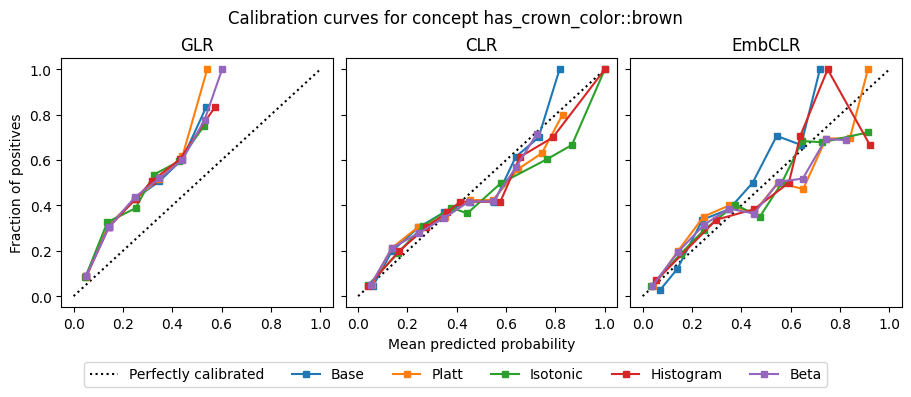 Calibration curves for concept has_crown_color::brown
GLR
CLR
EmbCLR
Fraction of positives
1.0
0.8
0.6
0.4
0.2
0.0
0.0 0.2 0.4 0.6 0.8 1.0
0.0 0.2 0.4 0.6 0.8 1.0
0.0 0.2 0.4 0.6 0.8 1.0
Mean predicted probability
Perfectly calibrated Base Platt Isotonic Histogram Beta